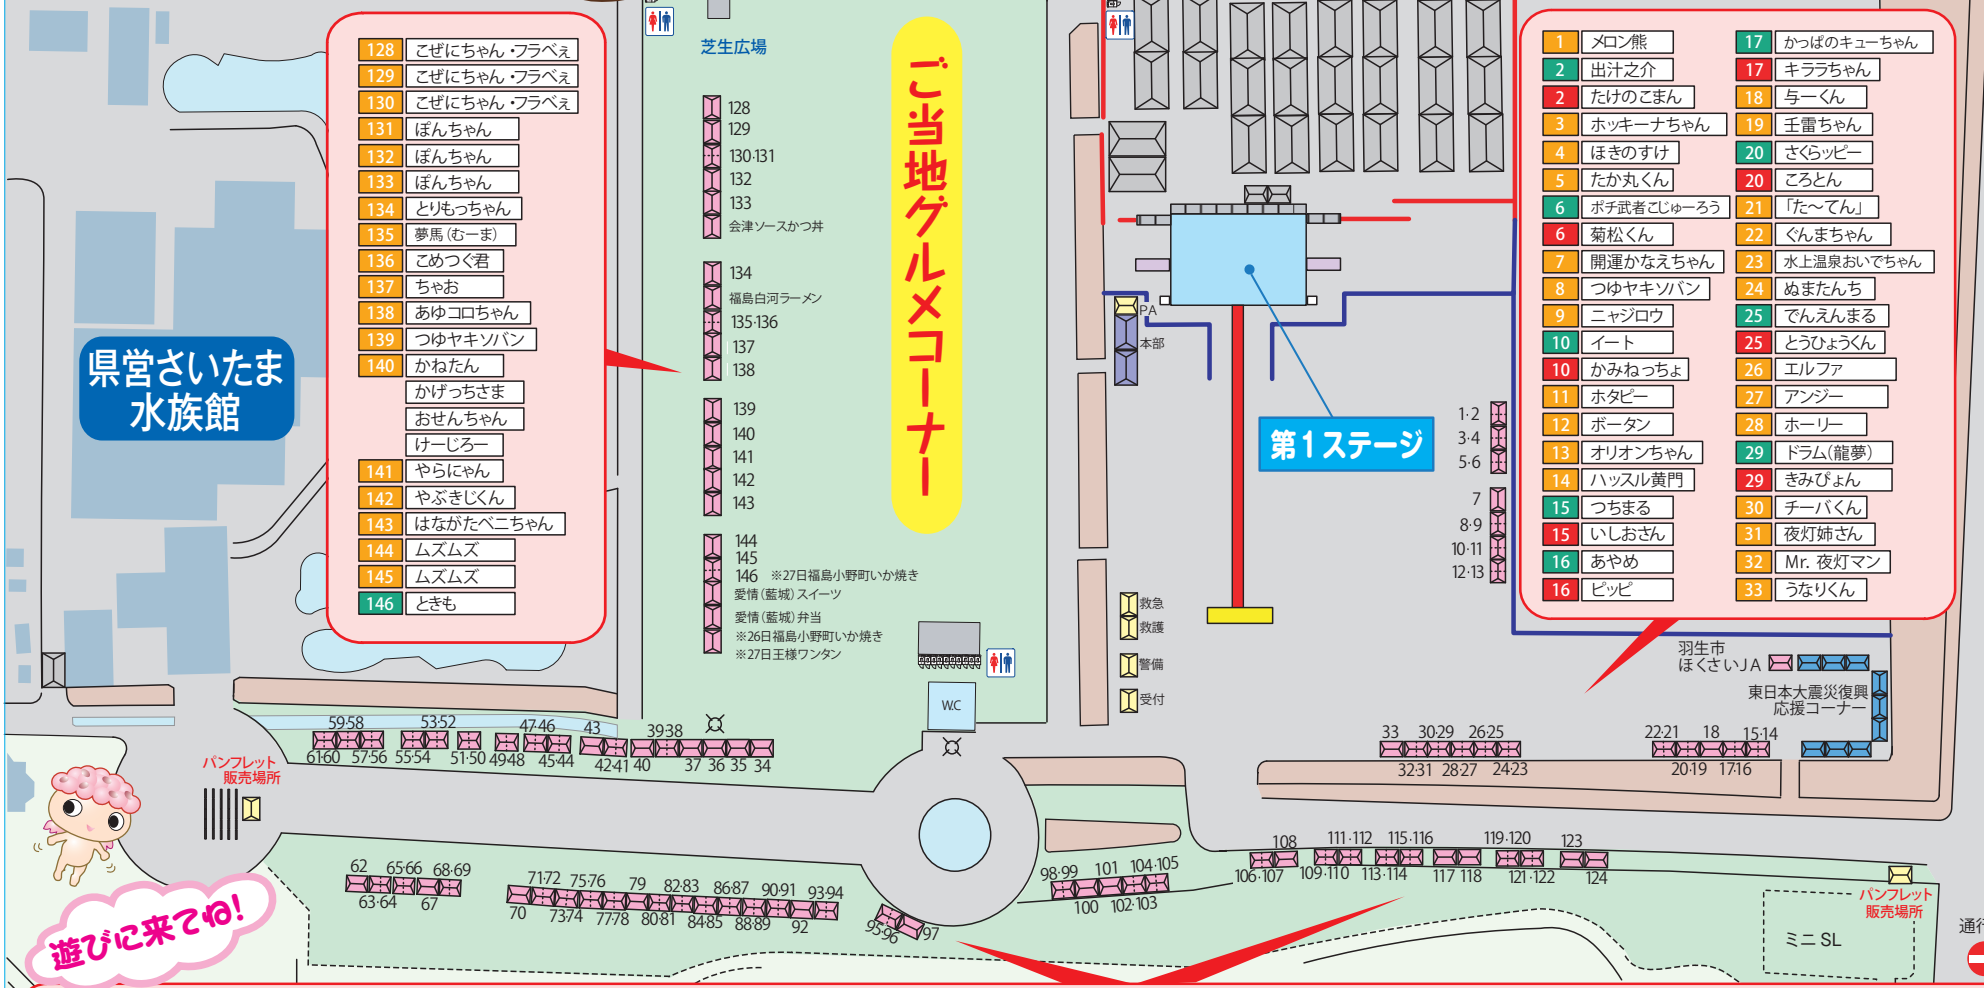 128 こぜにちゃん・フラべぇ
129 こぜにちゃん・フラべぇ
130 こぜにちゃん・フラべぇ
131 ぽんちゃん
132 ぽんちゃん
133 ぽんちゃん
134 とりもっちゃん
135 夢馬(むーま)
136 こめつぐ君
137 ちゃお
138 あゆコロちゃん
139 つゆヤキソバン
140 かねたん
かげっちさま
おせんちゃん
けーじろー
141 やらにゃん
142 やぶきじくん
143 はながたベニちゃん
144 ムズムズ
145 ムズムズ
146 ときも
県営さいたま
水族館
芝生広場
128
129
130・131
132
133
会津ソースかつ丼
134
福島白河ラーメン
135・136
137
138
139
140
141
142
143
144
145
146 ※27日福島小野町いか焼き
愛情(藍城)スイーツ
愛情(藍城)弁当
※26日福島小野町いか焼き
※27日王様ワンタン
ご当地グルメコーナー
W.C
PA
本部
第1ステージ
救急
救護
警備
受付
1・2
3・4
5・6
7
8・9
10・11
12・13
1 メロン熊
2 出汁之介
2 たけのこまん
3 ホッキーナちゃん
4 ほきのすけ
5 たか丸くん
6 ポチ武者こじゅーろう
6 菊松くん
7 開運かなえちゃん
8 つゆヤキソバン
9 ニャジロウ
10 イート
10 かみねっちょ
11 ホタピー
12 ボータン
13 オリオンちゃん
14 ハッスル黄門
15 つちまる
15 いしおさん
16 あやめ
16 ピッピ
17 かっぱのキューちゃん
17 キララちゃん
18 与一くん
19 壬雷ちゃん
20 さくらッピー
20 ころとん
21 「た〜てん」
22 ぐんまちゃん
23 水上温泉おいでちゃん
24 ぬまたんち
25 でんえんまる
25 とうひょうくん
26 エルファ
27 アンジー
28 ホーリー
29 ドラム(龍夢)
29 きみぴょん
30 チーバくん
31 夜灯姉さん
32 Mr. 夜灯マン
33 うなりくん
羽生市
ほくさいJA
東日本大震災復興
応援コーナー
59・58 53・52 47・46 43 39・38
61・60 57・56 55・54 51・50 49・48 45・44 42・41 40 37 36 35 34
33 30・29 26・25 22・21 18 15・14
32・31 28・27 24・23 20・19 17・16
パンフレット
販売場所
62 65・66 68・69
63・64 67
71・72 75・76 79 82・83 86・87 90・91 93・94
70 73・74 77・78 80・81 84・85 88・89 92
95・96 97
98・99 101 104・105
100 102・103
108 111・112 115・116 119・120 123
106・107 109・110 113・114 117 118 121・122 124
パンフレット
販売場所
ミニ SL
通行
遊びに来てね!